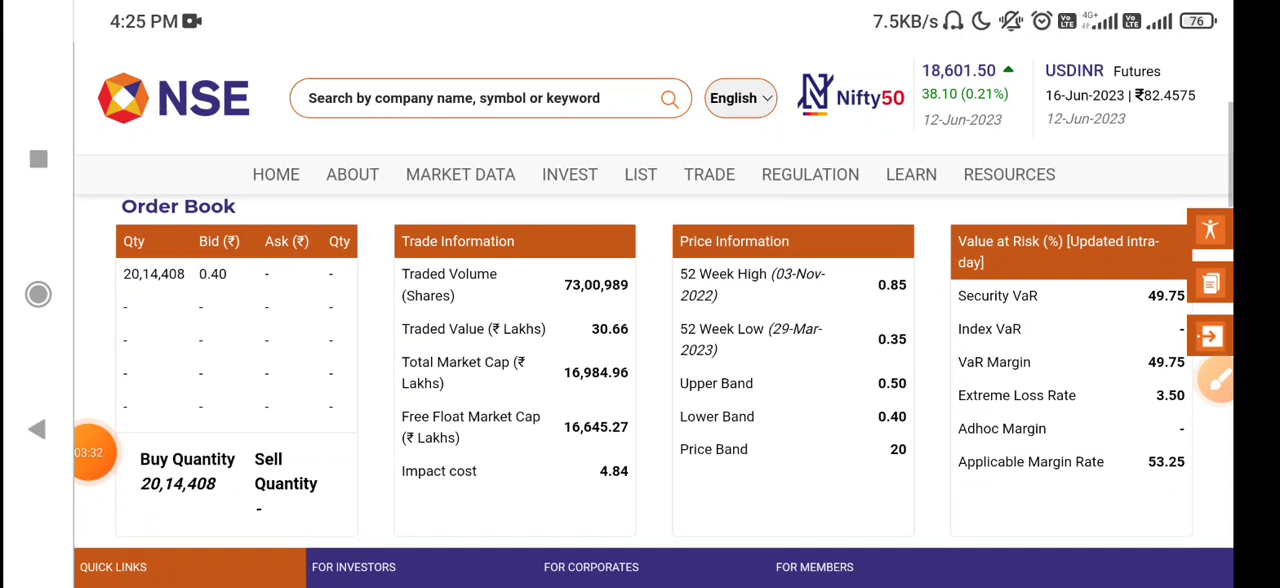 4:25 PM
7.5KB/s
Vo LTE
4G+
Vo LTE
76
NSE
Search by company name, symbol or keyword
English
Nifty50
18,601.50
38.10 (0.21%)
12-Jun-2023
USDINR Futures
16-Jun-2023 | ₹82.4575
12-Jun-2023
HOME ABOUT MARKET DATA INVEST LIST TRADE REGULATION LEARN RESOURCES
Order Book
Qty Bid (₹) Ask (₹) Qty
20,14,408 0.40 - -
- - - -
- - - -
- - - -
- - - -
Buy Quantity Sell
20,14,408 Quantity
-
Trade Information
Traded Volume
(Shares) 73,00,989
Traded Value (₹ Lakhs) 30.66
Total Market Cap (₹
Lakhs) 16,984.96
Free Float Market Cap
(₹ Lakhs) 16,645.27
Impact cost 4.84
Price Information
52 Week High (03-Nov-
2022) 0.85
52 Week Low (29-Mar-
2023) 0.35
Upper Band 0.50
Lower Band 0.40
Price Band 20
Value at Risk (%) [Updated intra-
day]
Security VaR 49.75
Index VaR -
VaR Margin 49.75
Extreme Loss Rate 3.50
Adhoc Margin -
Applicable Margin Rate 53.25
03:32
QUICK LINKS FOR INVESTORS FOR CORPORATES FOR MEMBERS